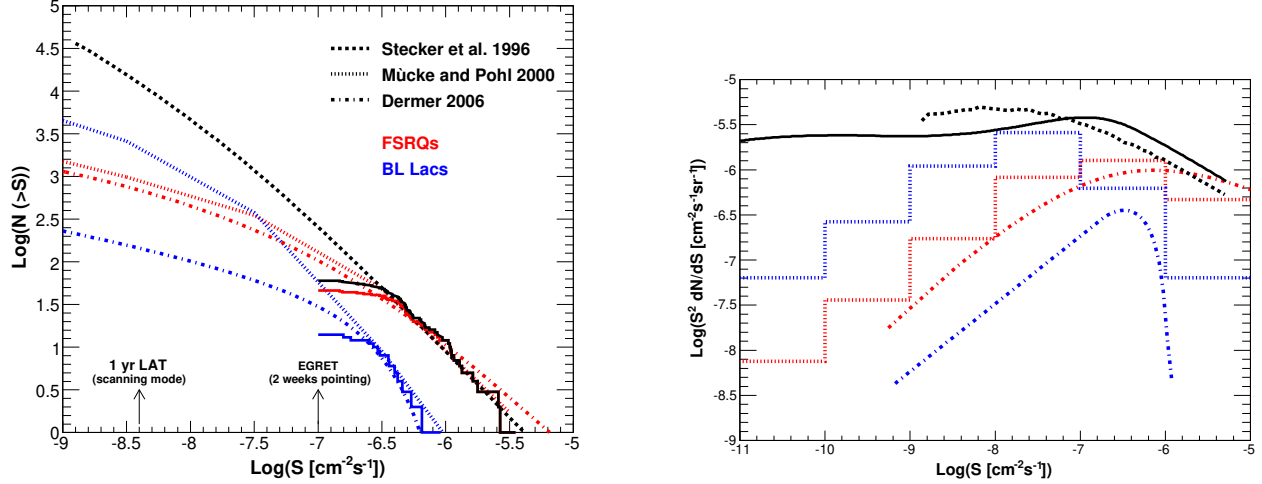 Log(N (>S))
4.5
4
3.5
3
2.5
2
1.5
1
0.5
0
-9 -8.5 -8 -7.5 -7 -6.5 -6 -5.5 -5
Log(S [cm-2s-1])
Stecker et al. 1996
Mùcke and Pohl 2000
Dermer 2006
FSRQs
BL Lacs
1 yr LAT
(scanning mode)
EGRET
(2 weeks pointing)
Log(S2 dN/dS [cm-2s-1sr-1])
-5
-5.5
-6
-6.5
-7
-7.5
-8
-8.5
-9
-11 -10 -9 -8 -7 -6 -5
Log(S [cm-2s-1])